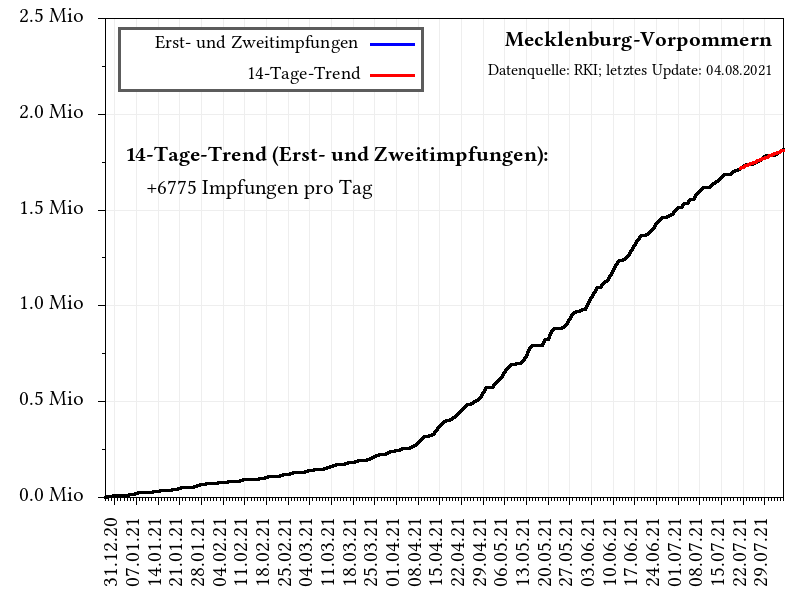 2.5 Mio
2.0 Mio
1.5 Mio
1.0 Mio
0.5 Mio
0.0 Mio
Erst- und Zweitimpfungen
14-Tage-Trend
Mecklenburg-Vorpommern
Datenquelle: RKI; letztes Update: 04.08.2021
14-Tage-Trend (Erst- und Zweitimpfungen):
+6775 Impfungen pro Tag
31.12.20
07.01.21
14.01.21
21.01.21
28.01.21
04.02.21
11.02.21
18.02.21
25.02.21
04.03.21
11.03.21
18.03.21
25.03.21
01.04.21
08.04.21
15.04.21
22.04.21
29.04.21
06.05.21
13.05.21
20.05.21
27.05.21
03.06.21
10.06.21
17.06.21
24.06.21
01.07.21
08.07.21
15.07.21
22.07.21
29.07.21